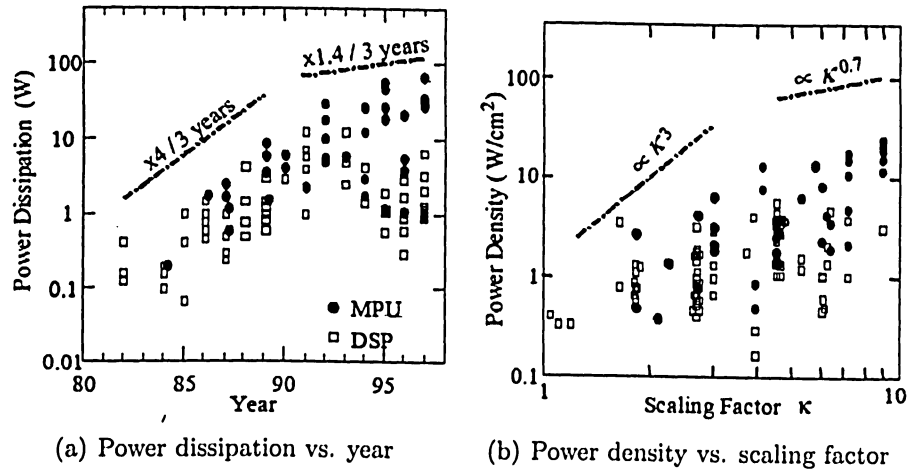 Power Dissipation (W)
100
10
1
0.1
0.01
x4 / 3 years
x1.4 / 3 years
● MPU
□ DSP
80 85 90 95
Year
(a) Power dissipation vs. year
Power Density (W/cm²)
100
10
1
0.1
∝ κ³
∝ κ^0.7
1 10
Scaling Factor κ
(b) Power density vs. scaling factor